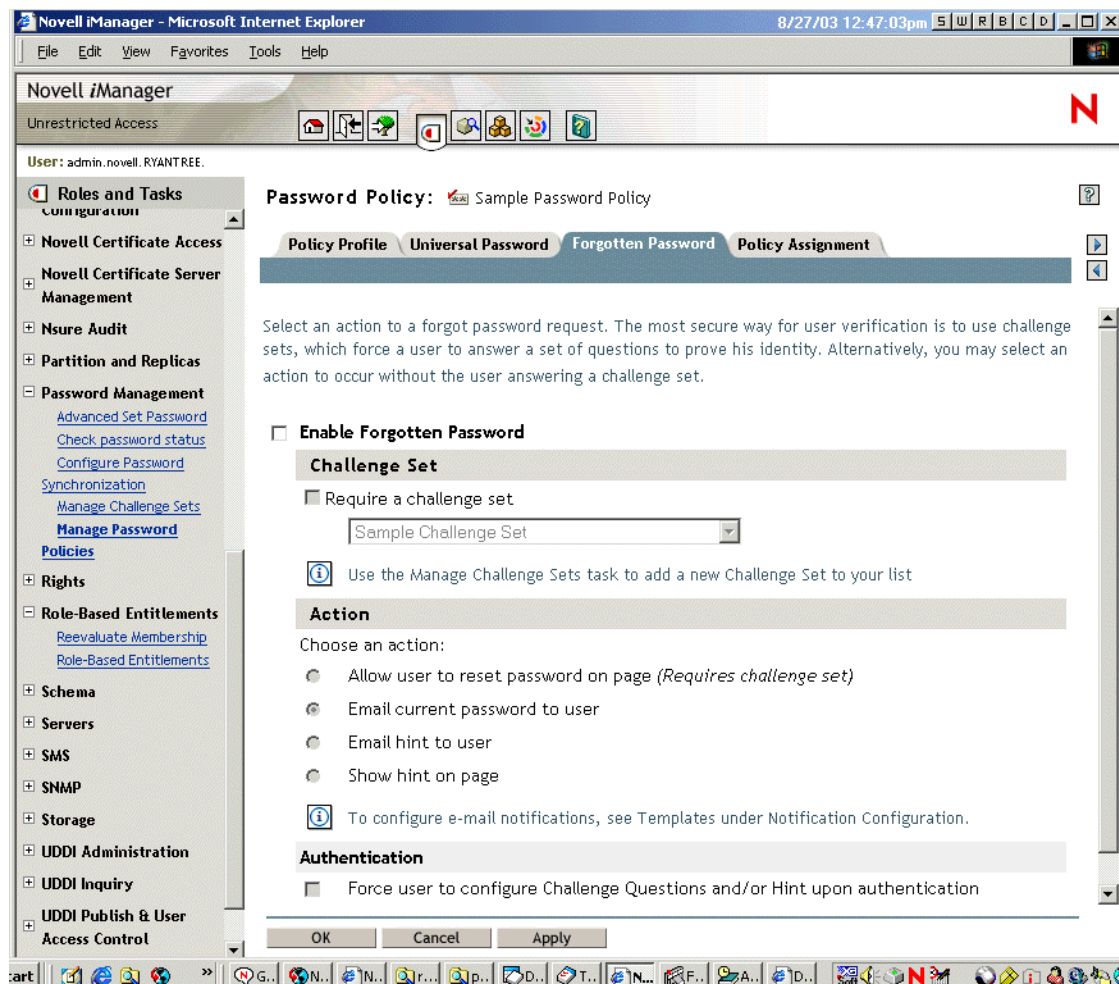 Novell iManager - Microsoft Internet Explorer
8/27/03 12:47:03pm S W R B C D
File Edit View Favorites Tools Help
Novell iManager
Unrestricted Access
N
User: admin.novell.RYANTREE.
Roles and Tasks
Configuration
Novell Certificate Access
Novell Certificate Server
Management
Nsure Audit
Partition and Replicas
Password Management
Advanced Set Password
Check password status
Configure Password
Synchronization
Manage Challenge Sets
Manage Password
Policies
Rights
Role-Based Entitlements
Reevaluate Membership
Role-Based Entitlements
Schema
Servers
SMS
SNMP
Storage
UDDI Administration
UDDI Inquiry
UDDI Publish & User
Access Control
Password Policy: Sample Password Policy
?
Policy Profile Universal Password Forgotten Password Policy Assignment
Select an action to a forgot password request. The most secure way for user verification is to use challenge
sets, which force a user to answer a set of questions to prove his identity. Alternatively, you may select an
action to occur without the user answering a challenge set.
Enable Forgotten Password
Challenge Set
Require a challenge set
Sample Challenge Set
Use the Manage Challenge Sets task to add a new Challenge Set to your list
Action
Choose an action:
Allow user to reset password on page (Requires challenge set)
Email current password to user
Email hint to user
Show hint on page
To configure e-mail notifications, see Templates under Notification Configuration.
Authentication
Force user to configure Challenge Questions and/or Hint upon authentication
OK Cancel Apply
tart » G.. N.. N.. r... p.. D.. T.. N... F.. A.. D..